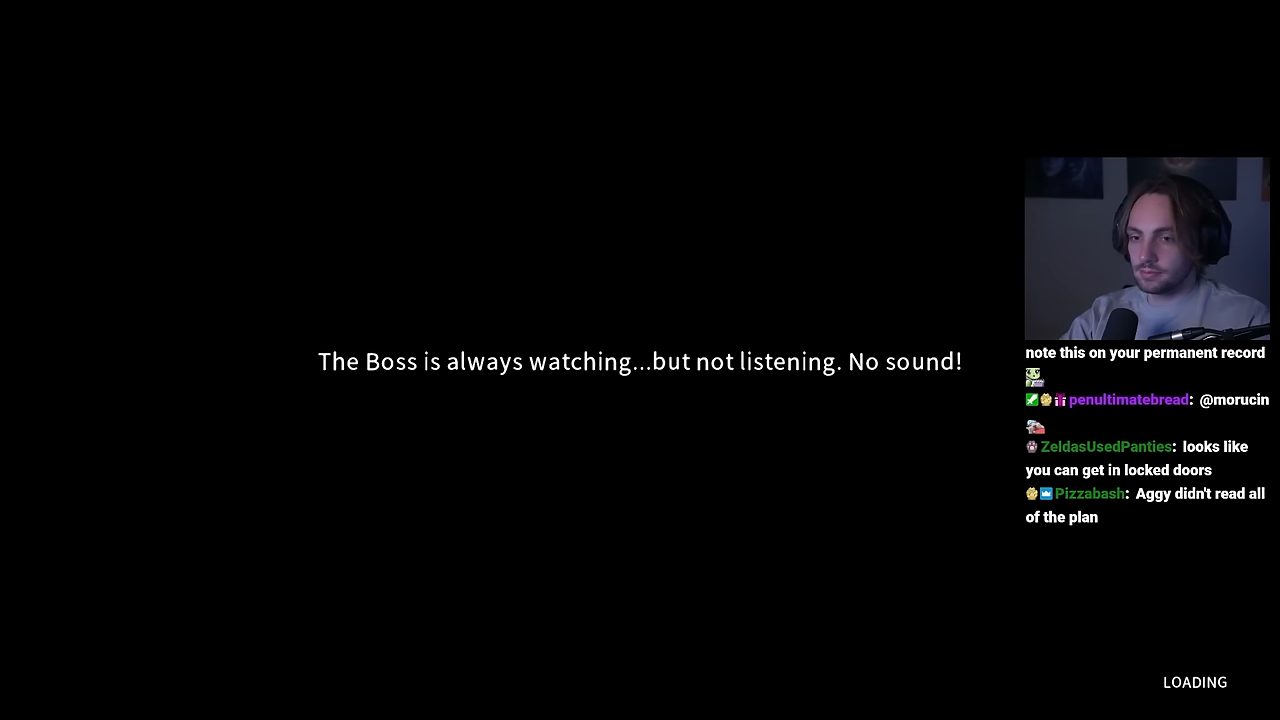 The Boss is always watching...but not listening. No sound!
note this on your permanent record
penultimatebread: @morucin
ZeldasUsedPanties: looks like
you can get in locked doors
Pizzabash: Aggy didn't read all
of the plan
LOADING